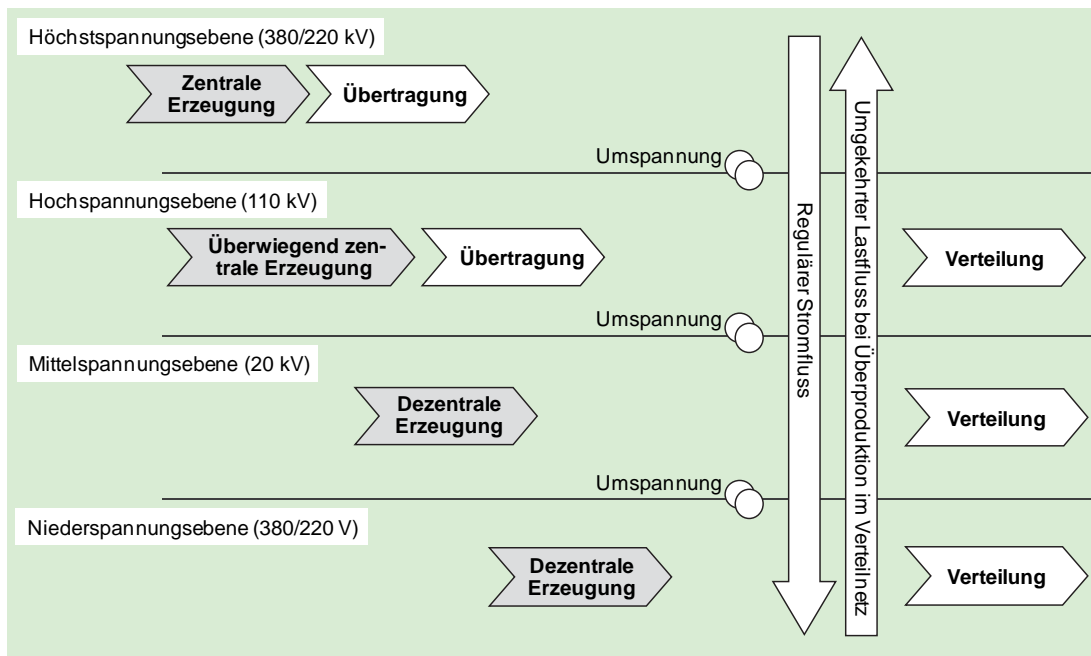 Höchstspannungsebene (380/220 kV)
Zentrale
Erzeugung
Übertragung
Umspannung
Hochspannungsebene (110 kV)
Überwiegend zen-
trale Erzeugung
Übertragung
Verteilung
Umspannung
Mittelspannungsebene (20 kV)
Dezentrale
Erzeugung
Verteilung
Umspannung
Niederspannungsebene (380/220 V)
Dezentrale
Erzeugung
Verteilung
Regulärer Stromfluss
Umgekehrter Lastfluss bei Überproduktion im Verteilnetz